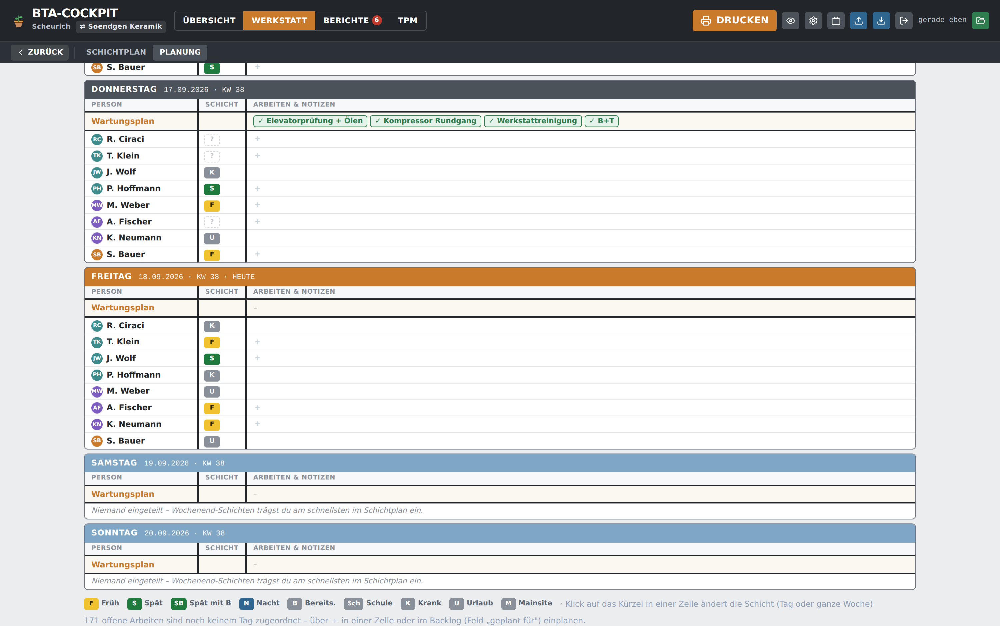 BTA-COCKPIT
Scheurich ⇄ Soendgen Keramik
ÜBERSICHT WERKSTATT BERICHTE 6 TPM
DRUCKEN gerade eben
ZURÜCK SCHICHTPLAN PLANUNG
SB S. Bauer S +
DONNERSTAG 17.09.2026 · KW 38
PERSON SCHICHT ARBEITEN & NOTIZEN
Wartungsplan ✓ Elevatorprüfung + Ölen ✓ Kompressor Rundgang ✓ Werkstattreinigung ✓ B+T
RC R. Ciraci ? +
TK T. Klein ? +
JW J. Wolf K
PH P. Hoffmann S +
MW M. Weber F +
AF A. Fischer ? +
KN K. Neumann U
SB S. Bauer F +
FREITAG 18.09.2026 · KW 38 · HEUTE
PERSON SCHICHT ARBEITEN & NOTIZEN
Wartungsplan –
RC R. Ciraci K
TK T. Klein F +
JW J. Wolf S +
PH P. Hoffmann K
MW M. Weber U
AF A. Fischer F +
KN K. Neumann F +
SB S. Bauer U
SAMSTAG 19.09.2026 · KW 38
PERSON SCHICHT ARBEITEN & NOTIZEN
Wartungsplan –
Niemand eingeteilt – Wochenend-Schichten trägst du am schnellsten im Schichtplan ein.
SONNTAG 20.09.2026 · KW 38
PERSON SCHICHT ARBEITEN & NOTIZEN
Wartungsplan –
Niemand eingeteilt – Wochenend-Schichten trägst du am schnellsten im Schichtplan ein.
F Früh S Spät SB Spät mit B N Nacht B Bereits. Sch Schule K Krank U Urlaub M Mainsite · Klick auf das Kürzel in einer Zelle ändert die Schicht (Tag oder ganze Woche)
171 offene Arbeiten sind noch keinem Tag zugeordnet – über + in einer Zelle oder im Backlog (Feld „geplant für") einplanen.